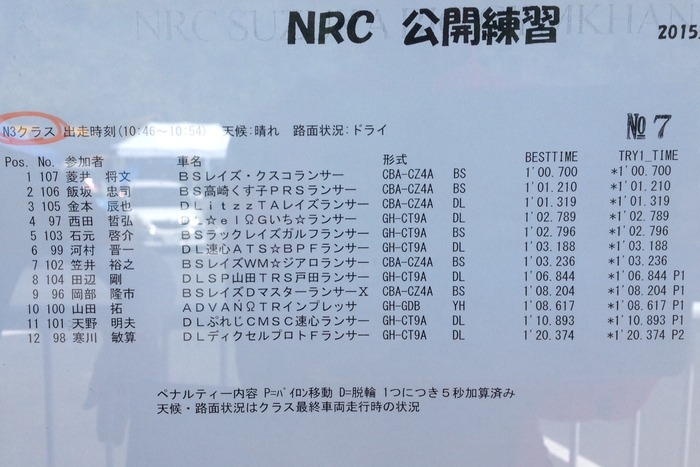 NRC 公開練習
2015
N3クラス 出走時刻(10:46～10:54) 天候:晴れ 路面状況:ドライ
№ 7
Pos. No. 参加者 車名 形式 BESTTIME TRY1_TIME
1 107 菱井 将文 BSレイズ・クスコランサー CBA-CZ4A BS 1'00.700 *1'00.700
2 106 飯坂 忠司 BS高崎くす子PRSランサー CBA-CZ4A BS 1'01.210 *1'01.210
3 105 金本 辰也 DLitzzTAレイズランサー CBA-CZ4A DL 1'01.319 *1'01.319
4 97 西田 哲弘 DL☆elΩGいち☆ランサー GH-CT9A DL 1'02.789 *1'02.789
5 103 石元 啓介 BSラックレイズガルフランサー GH-CT9A BS 1'02.796 *1'02.796
6 99 河村 晋一 DL速心ATS☆BPFランサー GH-CT9A DL 1'03.188 *1'03.188
7 102 笠井 裕之 BSレイズWM☆ジアロランサー CBA-CZ4A BS 1'03.236 *1'03.236
8 104 田辺 剛 DLSP山田TRS戸田ランサー GH-CT9A DL 1'06.844 *1'06.844 P1
9 96 岡部 隆市 BSレイズDマスターランサーX CBA-CZ4A BS 1'08.204 *1'08.204 P1
10 100 山田 拓 ADVANΩTRインプレッサ GH-GDB YH 1'08.617 *1'08.617 P1
11 101 天野 明夫 DLぷれじCMSC速心ランサー GH-CT9A DL 1'10.893 *1'10.893 P1
12 98 寒川 敏算 DLディクセルプロトFランサー GH-CT9A DL 1'20.374 *1'20.374 P2
ペナルティー内容 P=ﾊﾟｲﾛﾝ移動 D=脱輪 1つにつき5秒加算済み
天候・路面状況はクラス最終車両走行時の状況